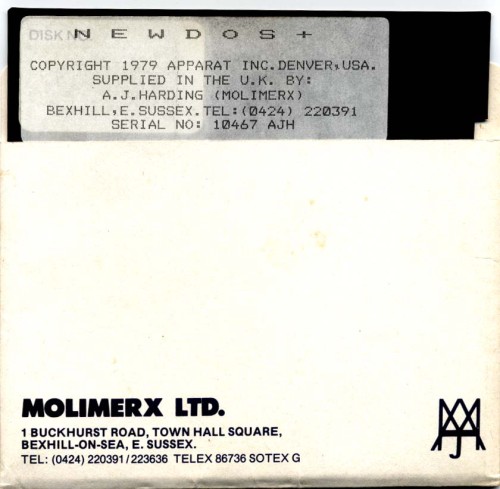 DISK NO
NEWDOS+
COPYRIGHT 1979 APPARAT INC.DENVER,USA.
SUPPLIED IN THE U.K. BY:
A.J.HARDING (MOLIMERX)
BEXHILL,E.SUSSEX.TEL:(0424) 220391
SERIAL NO: 10467 AJH
MOLIMERX LTD.
1 BUCKHURST ROAD, TOWN HALL SQUARE,
BEXHILL-ON-SEA, E. SUSSEX.
TEL: (0424) 220391/223636 TELEX 86736 SOTEX G